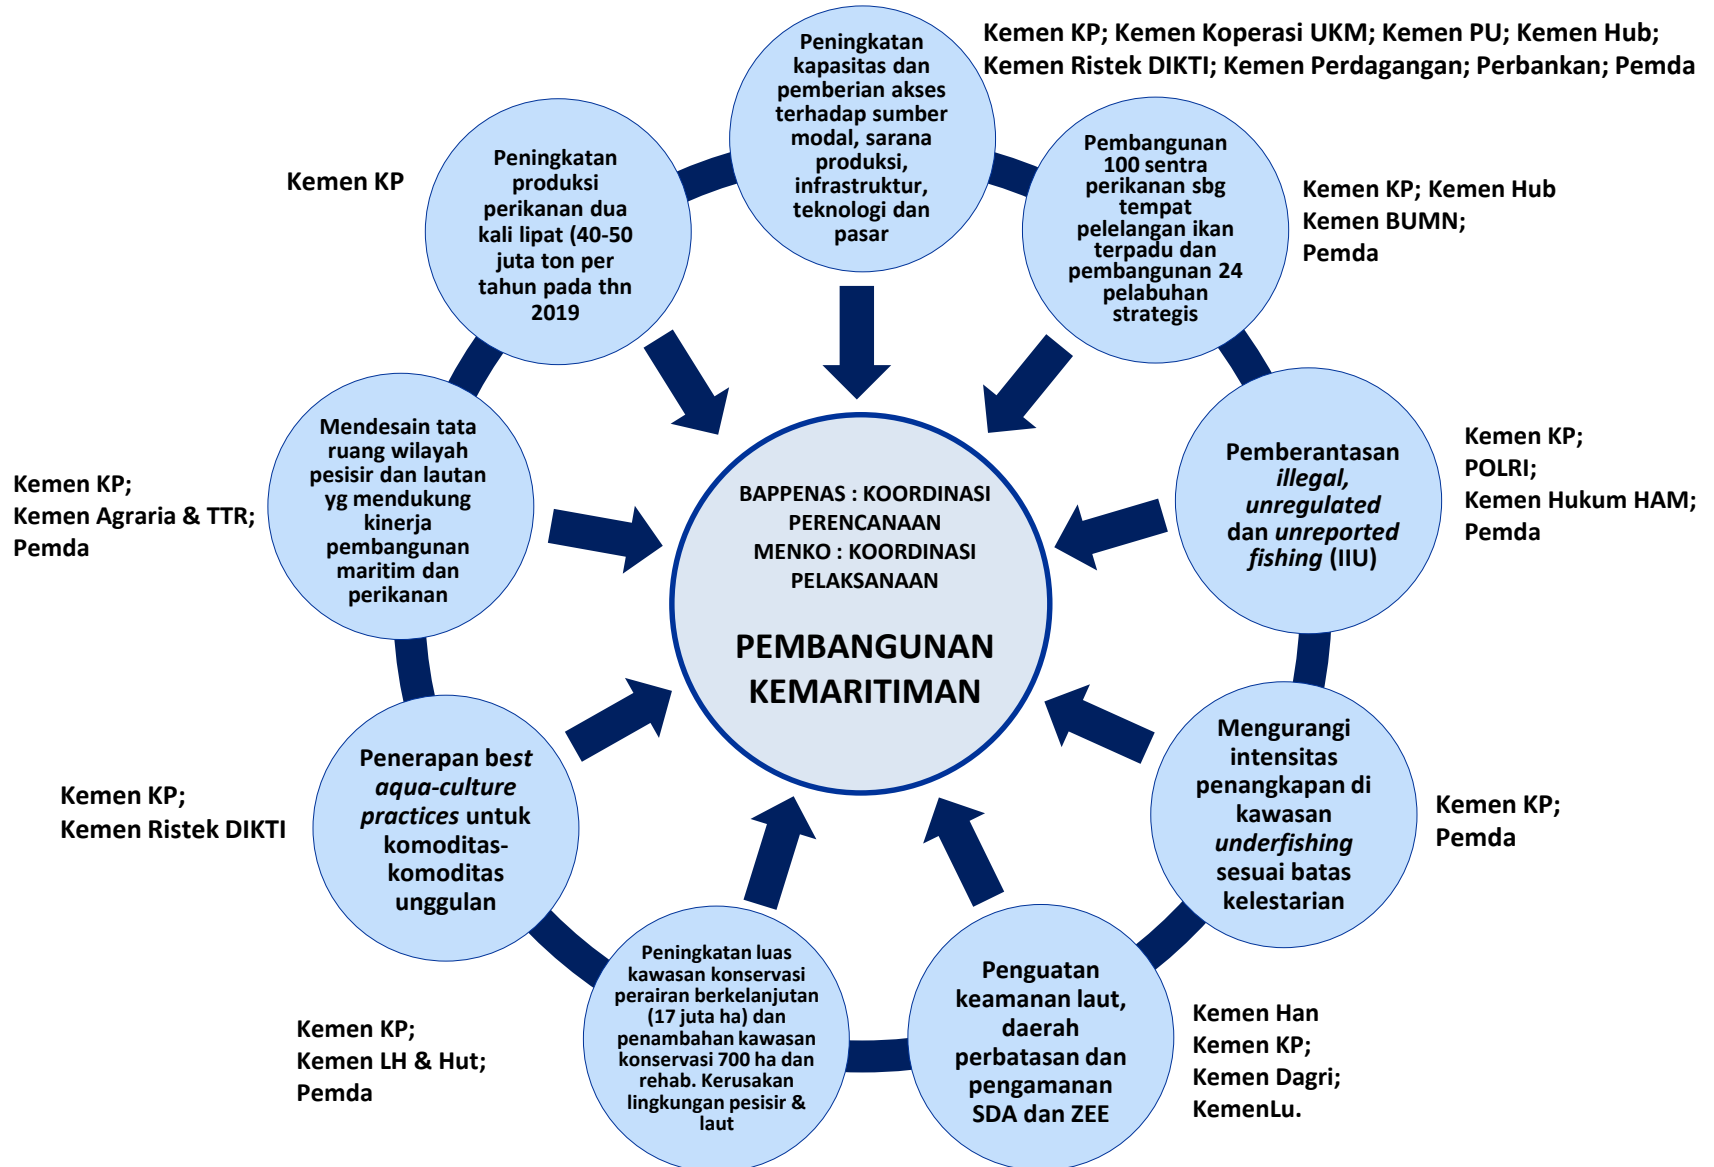 Peningkatan
kapasitas dan
pemberian akses
terhadap sumber
modal, sarana
produksi,
infrastruktur,
teknologi dan
pasar
Kemen KP; Kemen Koperasi UKM; Kemen PU; Kemen Hub;
Kemen Ristek DIKTI; Kemen Perdagangan; Perbankan; Pemda
Pembangunan
100 sentra
perikanan sbg
tempat
pelelangan ikan
terpadu dan
pembangunan 24
pelabuhan
strategis
Kemen KP; Kemen Hub
Kemen BUMN;
Pemda
Pemberantasan
illegal,
unregulated
dan unreported
fishing (IIU)
Kemen KP;
POLRI;
Kemen Hukum HAM;
Pemda
Mengurangi
intensitas
penangkapan di
kawasan
underfishing
sesuai batas
kelestarian
Kemen KP;
Pemda
Penguatan
keamanan laut,
daerah
perbatasan dan
pengamanan
SDA dan ZEE
Kemen Han
Kemen KP;
Kemen Dagri;
KemenLu.
Peningkatan luas
kawasan konservasi
perairan berkelanjutan
(17 juta ha) dan
penambahan kawasan
konservasi 700 ha dan
rehab. Kerusakan
lingkungan pesisir &
laut
Kemen KP;
Kemen LH & Hut;
Pemda
Penerapan best
aqua-culture
practices untuk
komoditas-
komoditas
unggulan
Kemen KP;
Kemen Ristek DIKTI
Mendesain tata
ruang wilayah
pesisir dan lautan
yg mendukung
kinerja
pembangunan
maritim dan
perikanan
Kemen KP;
Kemen Agraria & TTR;
Pemda
Peningkatan
produksi
perikanan dua
kali lipat (40-50
juta ton per
tahun pada thn
2019
Kemen KP
BAPPENAS : KOORDINASI
PERENCANAAN
MENKO : KOORDINASI
PELAKSANAAN
PEMBANGUNAN
KEMARITIMAN